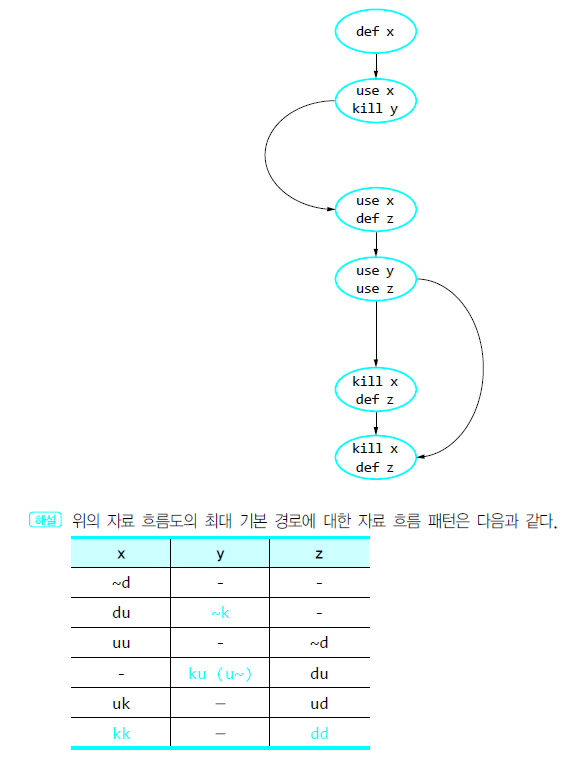 def x
use x
kill y
use x
def z
use y
use z
kill x
def z
kill x
def z
해설 위의 자료 흐름도의 최대 기본 경로에 대한 자료 흐름 패턴은 다음과 같다.
x y z
~d - -
du ~k -
uu - ~d
- ku (u~) du
uk — ud
kk — dd